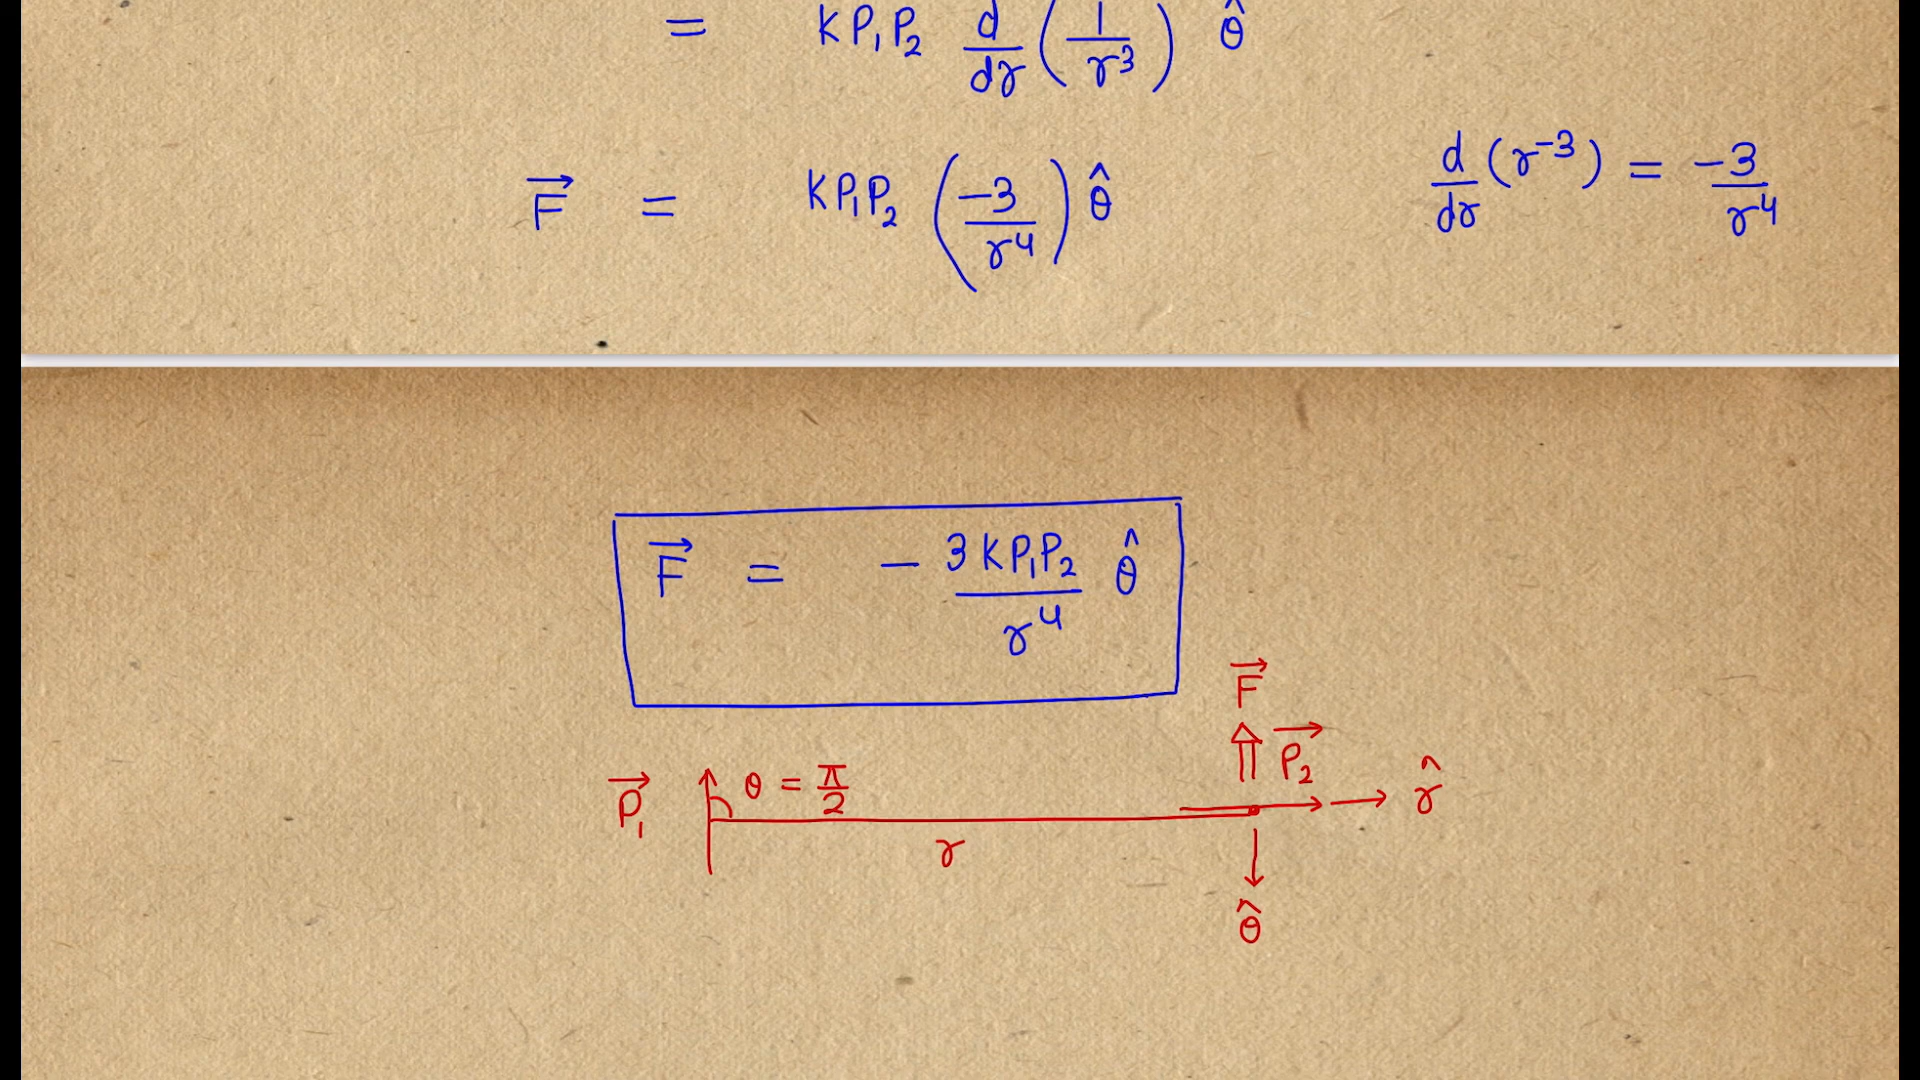 = KP₁P₂ d/dr (1/r³) θ̂
F⃗ = KP₁P₂ (-3/r⁴) θ̂
d/dr (r⁻³) = -3/r⁴
F⃗ = - 3KP₁P₂/r⁴ θ̂
F⃗
P⃗₁ θ = π/2 P⃗₂ r̂
r
θ̂